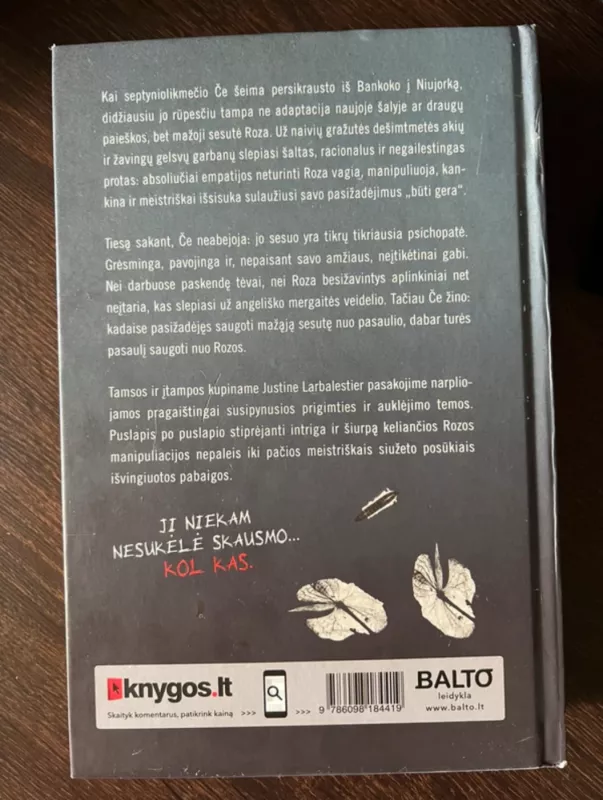 Kai septyniolikmečio Če šeima persikrausto iš Bankoko į Niujorką,
didžiausiu jo rūpesčiu tampa ne adaptacija naujoje šalyje ar draugų
paieškos, bet mažoji sesutė Roza. Už naivių gražutės dešimtmetės akių
ir žavingų gelsvų garbanų slepiasi šaltas, racionalus ir negailestingas
protas: absoliučiai empatijos neturinti Roza vagia, manipuliuoja, kan-
kina ir meistriškai išsisuka sulaužiusi savo pasižadėjimus „būti gera“.
Tiesą sakant, Če neabejoja: jo sesuo yra tikrų tikriausia psichopatė.
Grėsminga, pavojinga ir, nepaisant savo amžiaus, neįtikėtinai gabi.
Nei darbuose paskendę tėvai, nei Roza besižavintys aplinkiniai net
neįtaria, kas slepiasi už angeliško mergaitės veidelio. Tačiau Če žino:
kadaise pasižadėjęs saugoti mažąją sesutę nuo pasaulio, dabar turės
pasaulį saugoti nuo Rozos.
Tamsos ir įtampos kupiname Justine Larbalestier pasakojime narplio-
jamos pragaištingai susipynusios prigimties ir auklėjimo temos.
Puslapis po puslapio stiprėjanti intriga ir šiurpą keliančios Rozos
manipuliacijos nepaleis iki pačios meistriškais siužeto posūkiais
išvingiuotos pabaigos.
JI NIEKAM
NESUKĖLĖ SKAUSMO...
KOL KAS.
knygos.lt
Skaityk komentarus, patikrink kainą >>> >>>
9 786098 184419
BALTO
leidykla
www.balto.lt